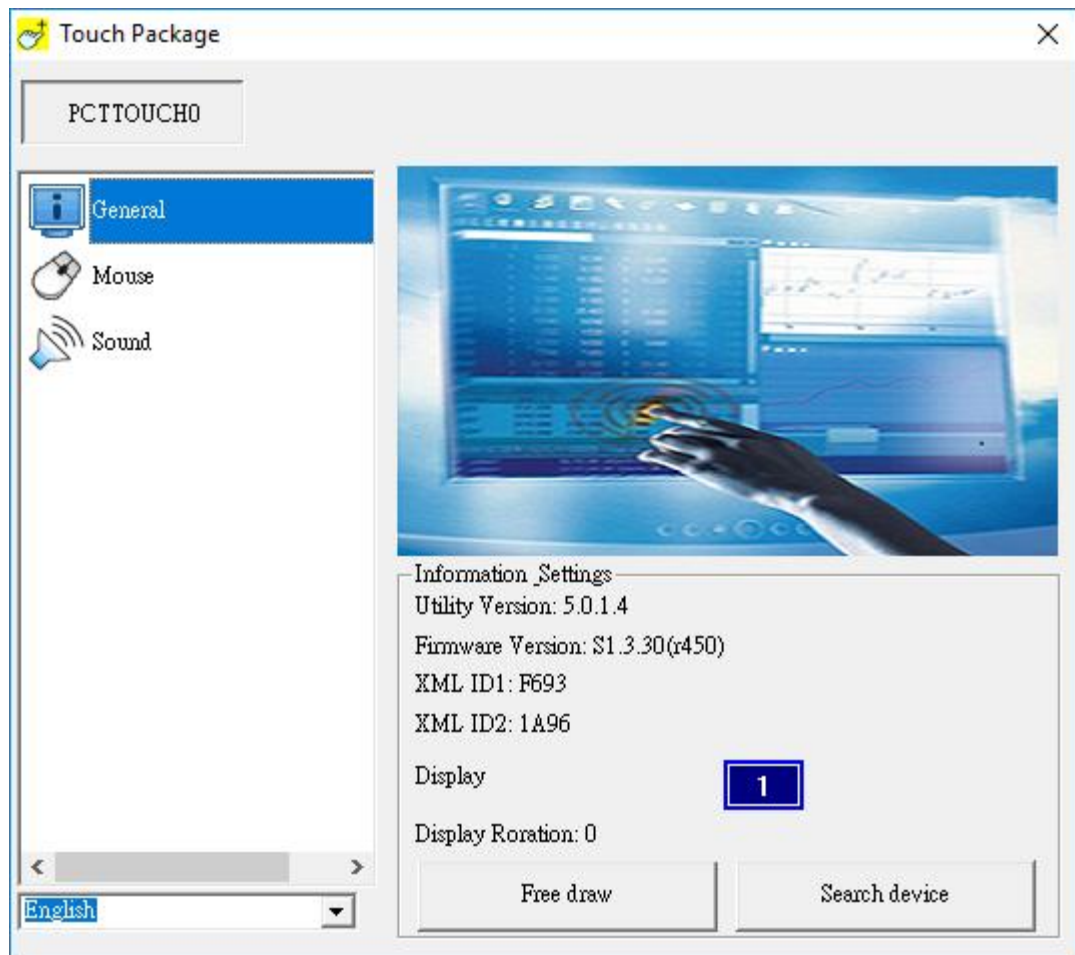 Touch Package
PCTTOUCH0
General
Mouse
Sound
English
Information_Settings
Utility Version: 5.0.1.4
Firmware Version: S1.3.30(r450)
XML ID1: F693
XML ID2: 1A96
Display
1
Display Roration: 0
Free draw
Search device